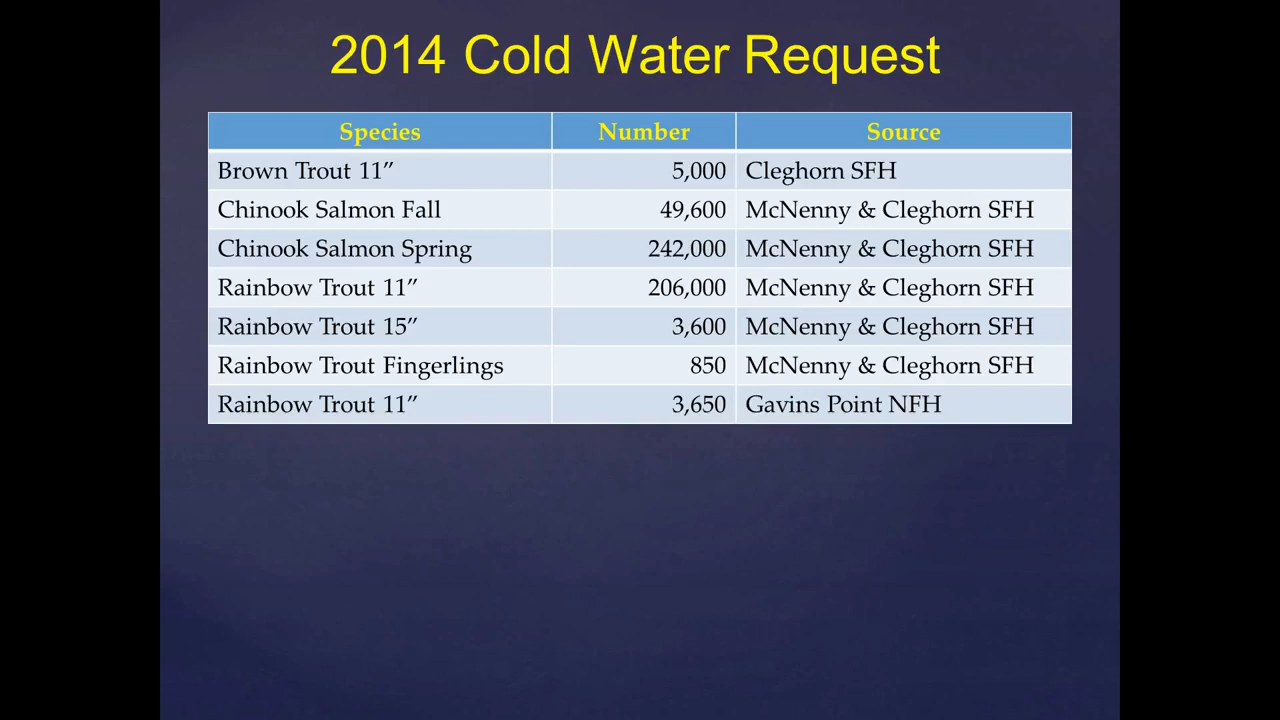 2014 Cold Water Request
Species Number Source
Brown Trout 11” 5,000 Cleghorn SFH
Chinook Salmon Fall 49,600 McNenny & Cleghorn SFH
Chinook Salmon Spring 242,000 McNenny & Cleghorn SFH
Rainbow Trout 11” 206,000 McNenny & Cleghorn SFH
Rainbow Trout 15” 3,600 McNenny & Cleghorn SFH
Rainbow Trout Fingerlings 850 McNenny & Cleghorn SFH
Rainbow Trout 11” 3,650 Gavins Point NFH